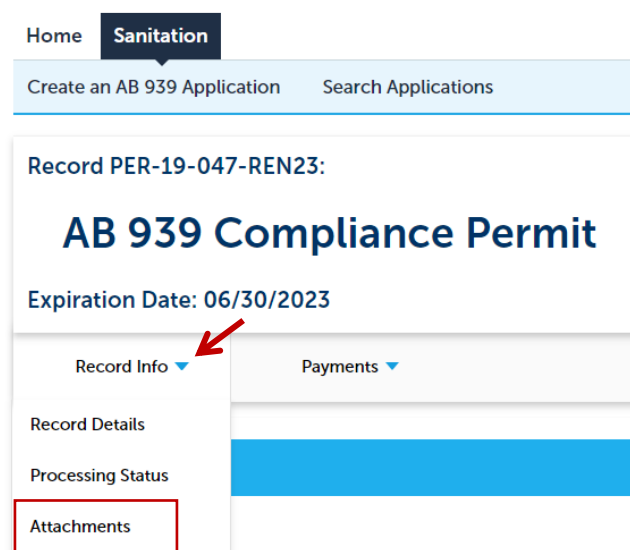 Home Sanitation
Create an AB 939 Application Search Applications
Record PER-19-047-REN23:
AB 939 Compliance Permit
Expiration Date: 06/30/2023
Record Info Payments
Record Details
Processing Status
Attachments